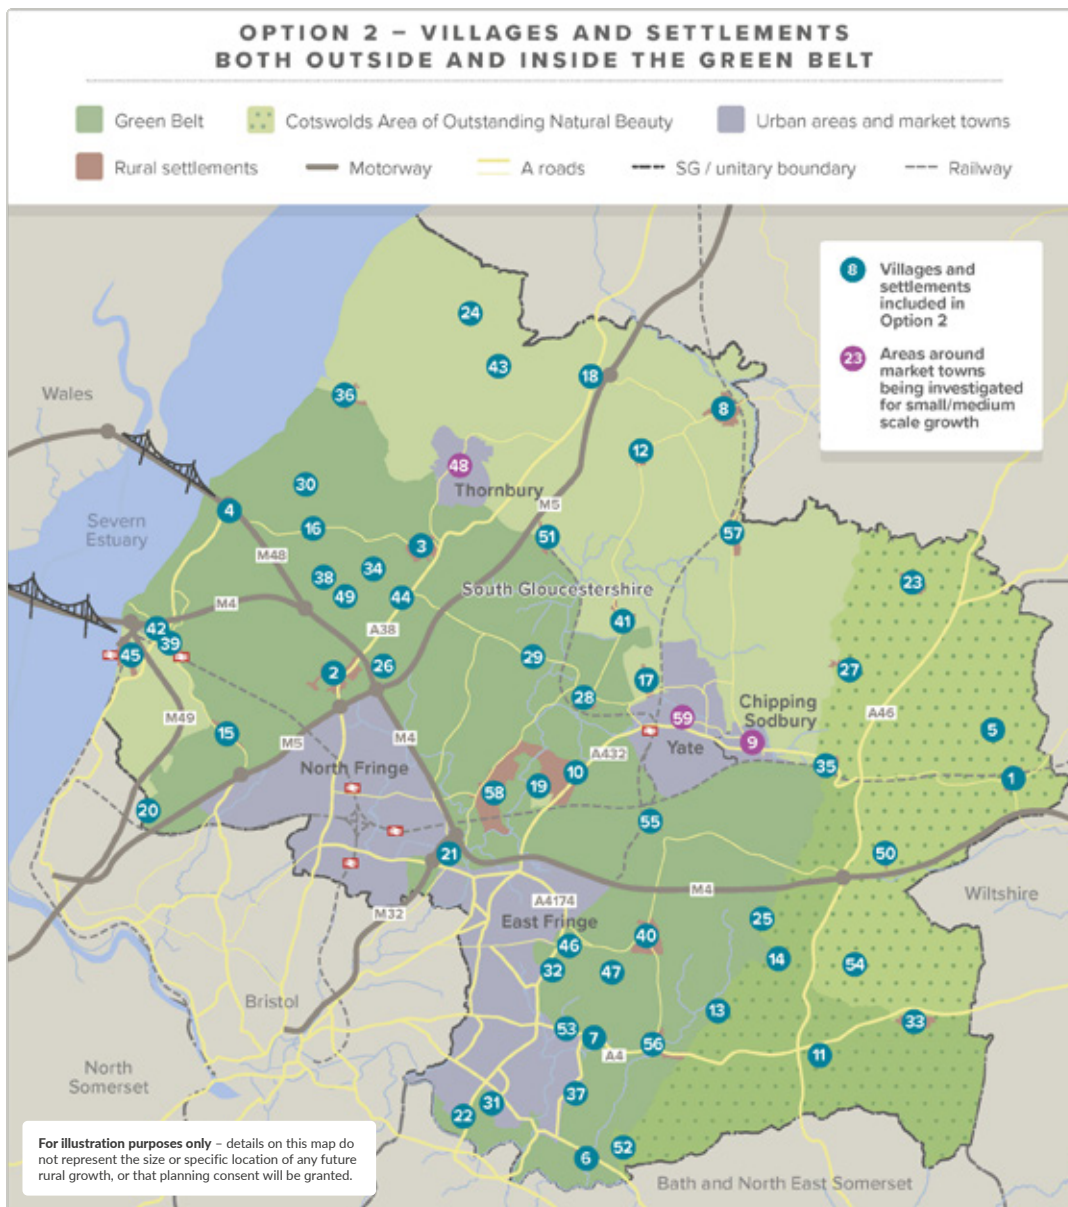 OPTION 2 – VILLAGES AND SETTLEMENTS
BOTH OUTSIDE AND INSIDE THE GREEN BELT
Green Belt
Cotswolds Area of Outstanding Natural Beauty
Urban areas and market towns
Rural settlements
Motorway
A roads
SG / unitary boundary
Railway
8
Villages and
settlements
included in
Option 2
23
Areas around
market towns
being investigated
for small/medium
scale growth
24
43
18
36
8
Wales
12
48
Thornbury
30
4
M5
Severn
Estuary
16
51
57
3
M48
34
38
49
44
South Gloucestershire
23
M4
42
39
45
A38
41
29
26
2
27
17
28
Chipping
Sodbury
59
9
Yate
A46
5
M49
15
M5
M4
North Fringe
A432
10
35
1
58
19
20
55
21
50
M4
Wiltshire
A4174
M32
East Fringe
25
40
46
32
47
14
54
Bristol
13
33
53
7
56
A4
11
North
Somerset
37
31
22
52
6
Bath and North East Somerset
For illustration purposes only – details on this map do
not represent the size or specific location of any future
rural growth, or that planning consent will be granted.